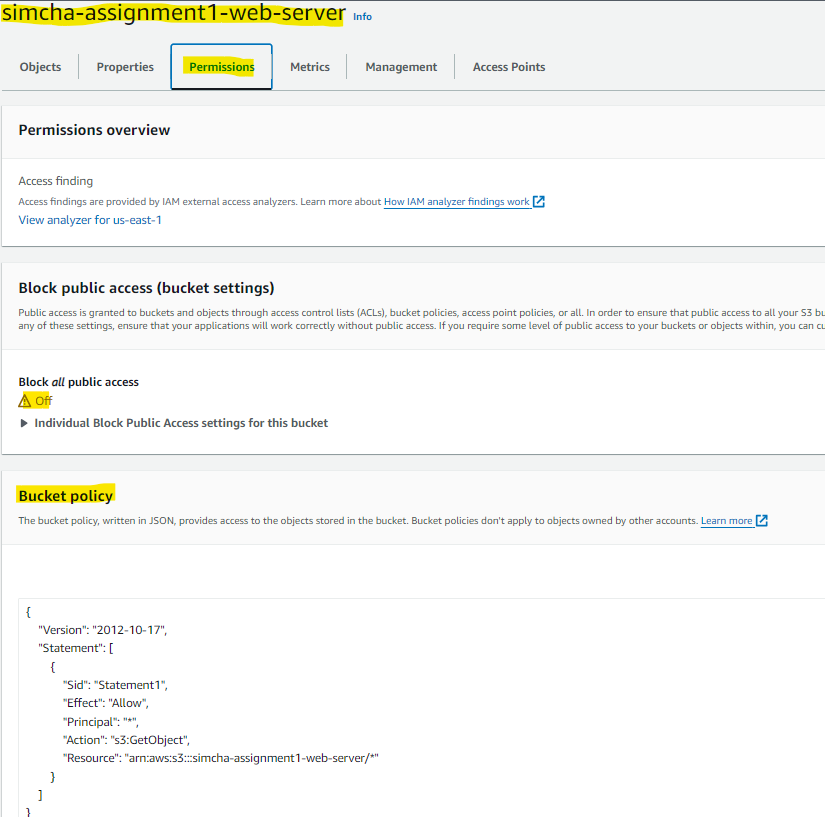 simcha-assignment1-web-server Info
Objects Properties Permissions Metrics Management Access Points
Permissions overview
Access finding
Access findings are provided by IAM external access analyzers. Learn more about How IAM analyzer findings work
View analyzer for us-east-1
Block public access (bucket settings)
Public access is granted to buckets and objects through access control lists (ACLs), bucket policies, access point policies, or all. In order to ensure that public access to all your S3 bu
any of these settings, ensure that your applications will work correctly without public access. If you require some level of public access to your buckets or objects within, you can cu
Block all public access
Off
Individual Block Public Access settings for this bucket
Bucket policy
The bucket policy, written in JSON, provides access to the objects stored in the bucket. Bucket policies don't apply to objects owned by other accounts. Learn more
{
"Version": "2012-10-17",
"Statement": [
{
"Sid": "Statement1",
"Effect": "Allow",
"Principal": "*",
"Action": "s3:GetObject",
"Resource": "arn:aws:s3:::simcha-assignment1-web-server/*"
}
]
}